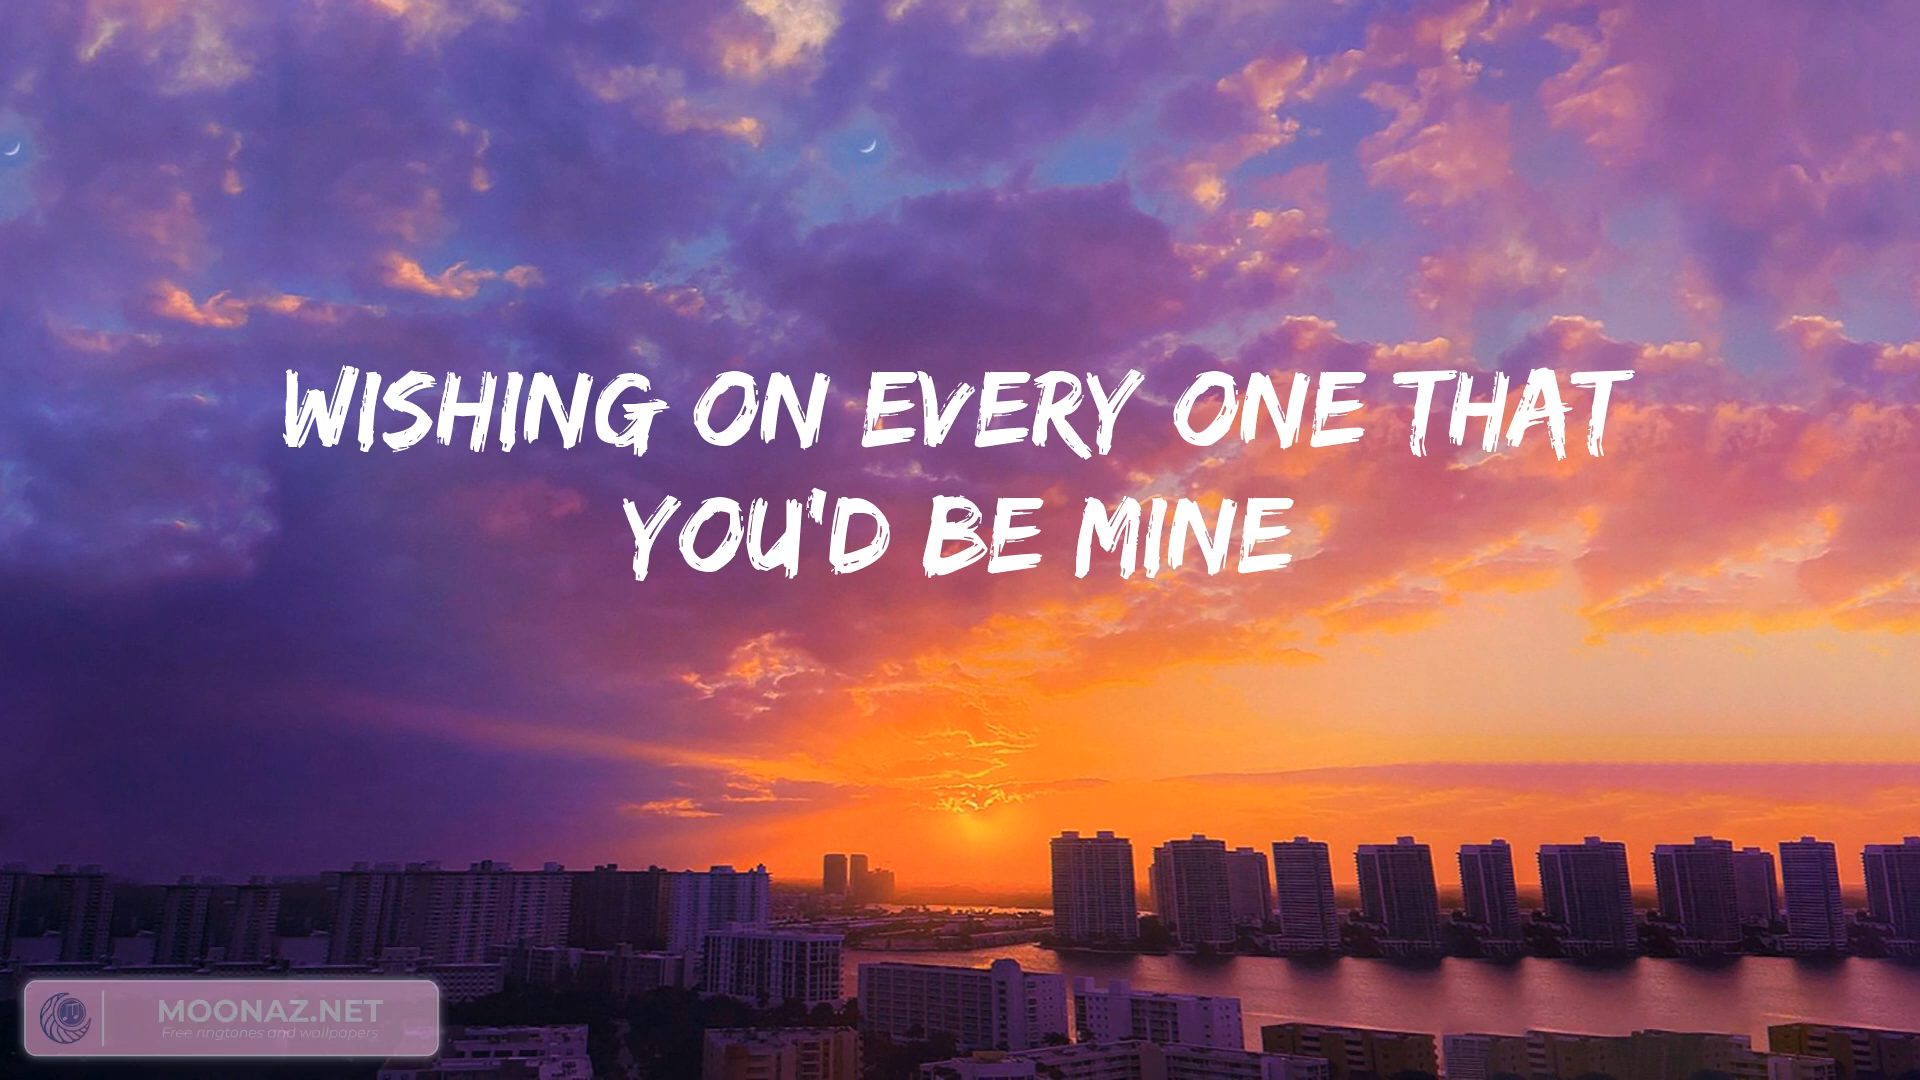 WISHING ON EVERY ONE THAT
YOU'D BE MINE
MOONAZ.NET
Free ringtones and wallpapers